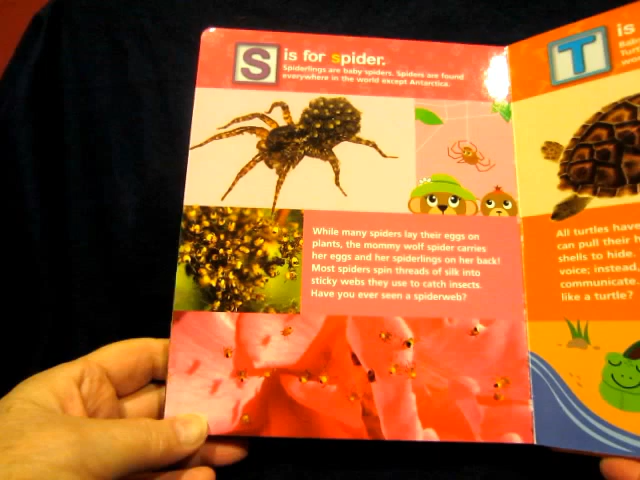 S is for spider.
Spiderlings are baby spiders. Spiders are found
everywhere in the world except Antarctica.
While many spiders lay their eggs on
plants, the mommy wolf spider carries
her eggs and her spiderlings on her back!
Most spiders spin threads of silk into
sticky webs they use to catch insects.
Have you ever seen a spiderweb?
T is
All turtles have
can pull their
shells to hide.
voice; instead,
communicate.
like a turtle?